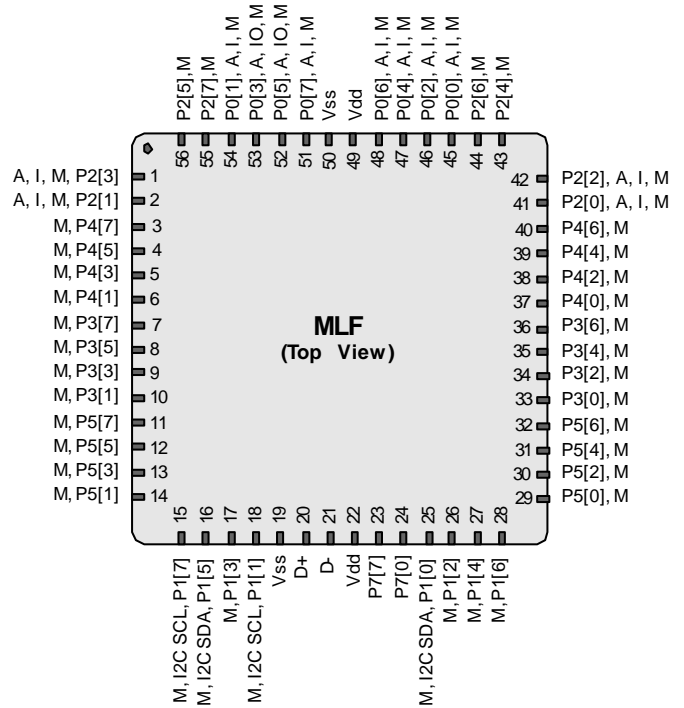 P2[5], M
P2[7], M
P0[1], A, I, M
P0[3], A, IO, M
P0[5], A, IO, M
P0[7], A, I, M
Vss
Vdd
P0[6], A, I, M
P0[4], A, I, M
P0[2], A, I, M
P0[0], A, I, M
P2[6], M
P2[4], M
56
55
54
53
52
51
50
49
48
47
46
45
44
43
A, I, M, P2[3] 1
A, I, M, P2[1] 2
M, P4[7] 3
M, P4[5] 4
M, P4[3] 5
M, P4[1] 6
M, P3[7] 7
M, P3[5] 8
M, P3[3] 9
M, P3[1] 10
M, P5[7] 11
M, P5[5] 12
M, P5[3] 13
M, P5[1] 14
MLF
(Top View)
42 P2[2], A, I, M
41 P2[0], A, I, M
40 P4[6], M
39 P4[4], M
38 P4[2], M
37 P4[0], M
36 P3[6], M
35 P3[4], M
34 P3[2], M
33 P3[0], M
32 P5[6], M
31 P5[4], M
30 P5[2], M
29 P5[0], M
15
16
17
18
19
20
21
22
23
24
25
26
27
28
M, I2C SCL, P1[7]
M, I2C SDA, P1[5]
M, P1[3]
M, I2C SCL, P1[1]
Vss
D+
D-
Vdd
P7[7]
P7[0]
M, I2C SDA, P1[0]
M, P1[2]
M, P1[4]
M, P1[6]